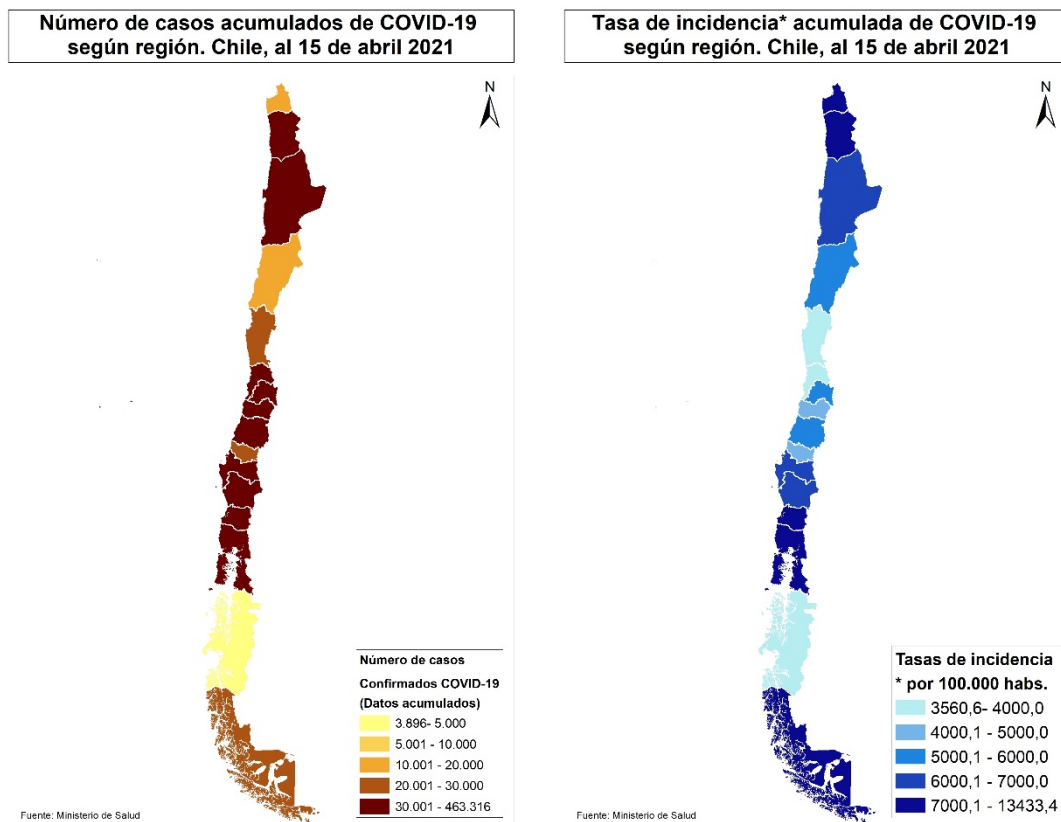 Número de casos acumulados de COVID-19
según región. Chile, al 15 de abril 2021
N
Número de casos
Confirmados COVID-19
(Datos acumulados)
3.896- 5.000
5.001 - 10.000
10.001 - 20.000
20.001 - 30.000
30.001 - 463.316
Fuente: Ministerio de Salud
Tasa de incidencia* acumulada de COVID-19
según región. Chile, al 15 de abril 2021
N
Tasas de incidencia
* por 100.000 habs.
3560,6- 4000,0
4000,1 - 5000,0
5000,1 - 6000,0
6000,1 - 7000,0
7000,1 - 13433,4
Fuente: Ministerio de Salud